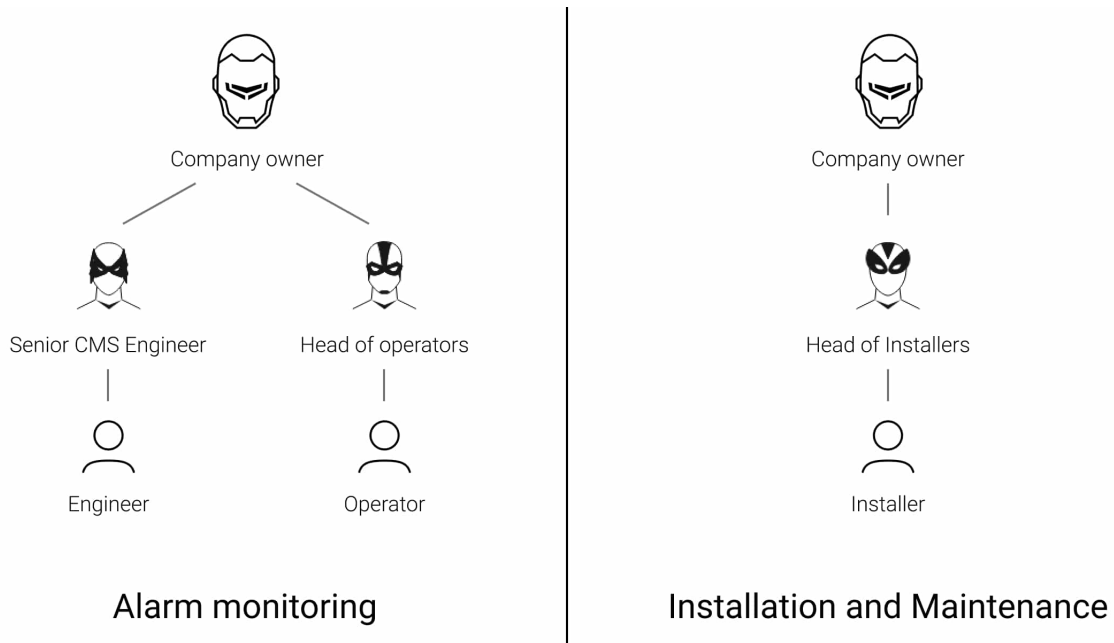 Company owner
Senior CMS Engineer
Head of operators
Engineer
Operator
Alarm monitoring
Company owner
Head of Installers
Installer
Installation and Maintenance